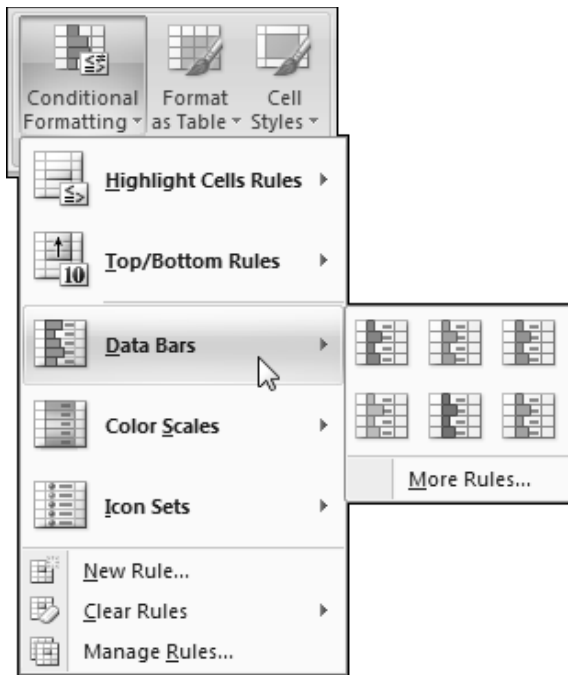 Conditional Formatting
Format as Table
Cell Styles
Highlight Cells Rules
10
Top/Bottom Rules
Data Bars
Color Scales
Icon Sets
More Rules...
New Rule...
Clear Rules
Manage Rules...